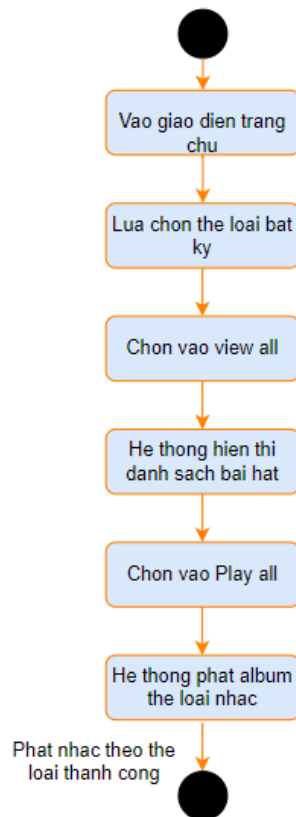 Vao giao dien trang
chu
Lua chon the loai bat
ky
Chon vao view all
He thong hien thi
danh sach bai hat
Chon vao Play all
He thong phat album
the loai nhac
Phat nhac theo the
loai thanh cong